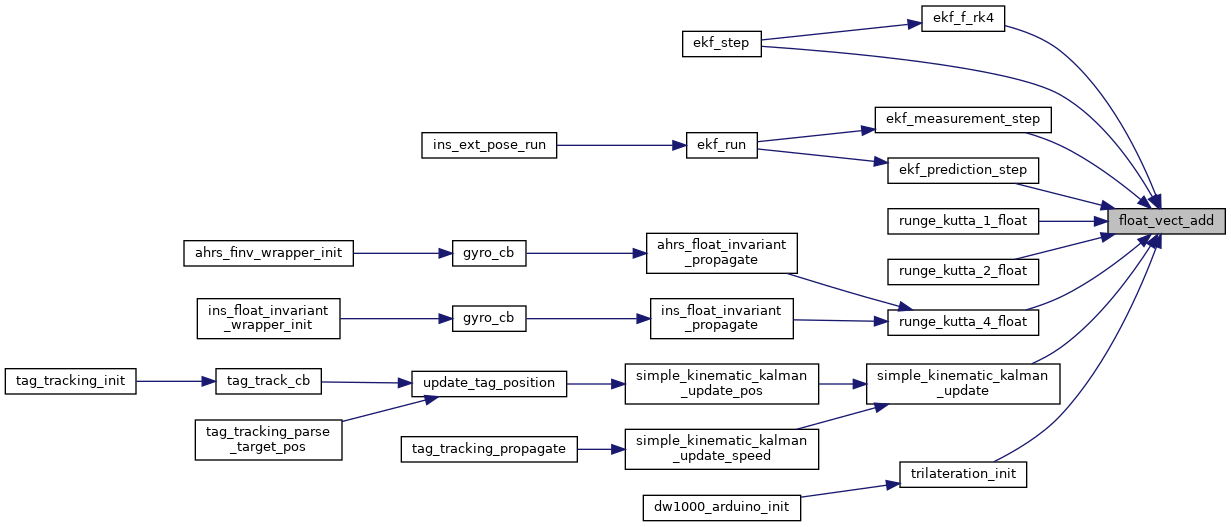 ekf_f_rk4
ekf_step
ekf_measurement_step
ins_ext_pose_run
ekf_run
ekf_prediction_step
float_vect_add
runge_kutta_1_float
ahrs_finv_wrapper_init
gyro_cb
ahrs_float_invariant
_propagate
runge_kutta_2_float
ins_float_invariant
_wrapper_init
gyro_cb
ins_float_invariant
_propagate
runge_kutta_4_float
tag_tracking_init
tag_track_cb
update_tag_position
simple_kinematic_kalman
_update_pos
simple_kinematic_kalman
_update
tag_tracking_parse
_target_pos
tag_tracking_propagate
simple_kinematic_kalman
_update_speed
trilateration_init
dw1000_arduino_init